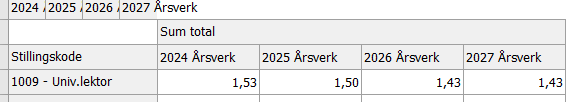 2024 Å 2025 Å 2026 Å 2027 Årsverk
Sum total
Stillingskode 2024 Årsverk 2025 Årsverk 2026 Årsverk 2027 Årsverk
1009 - Univ.lektor 1,53 1,50 1,43 1,43